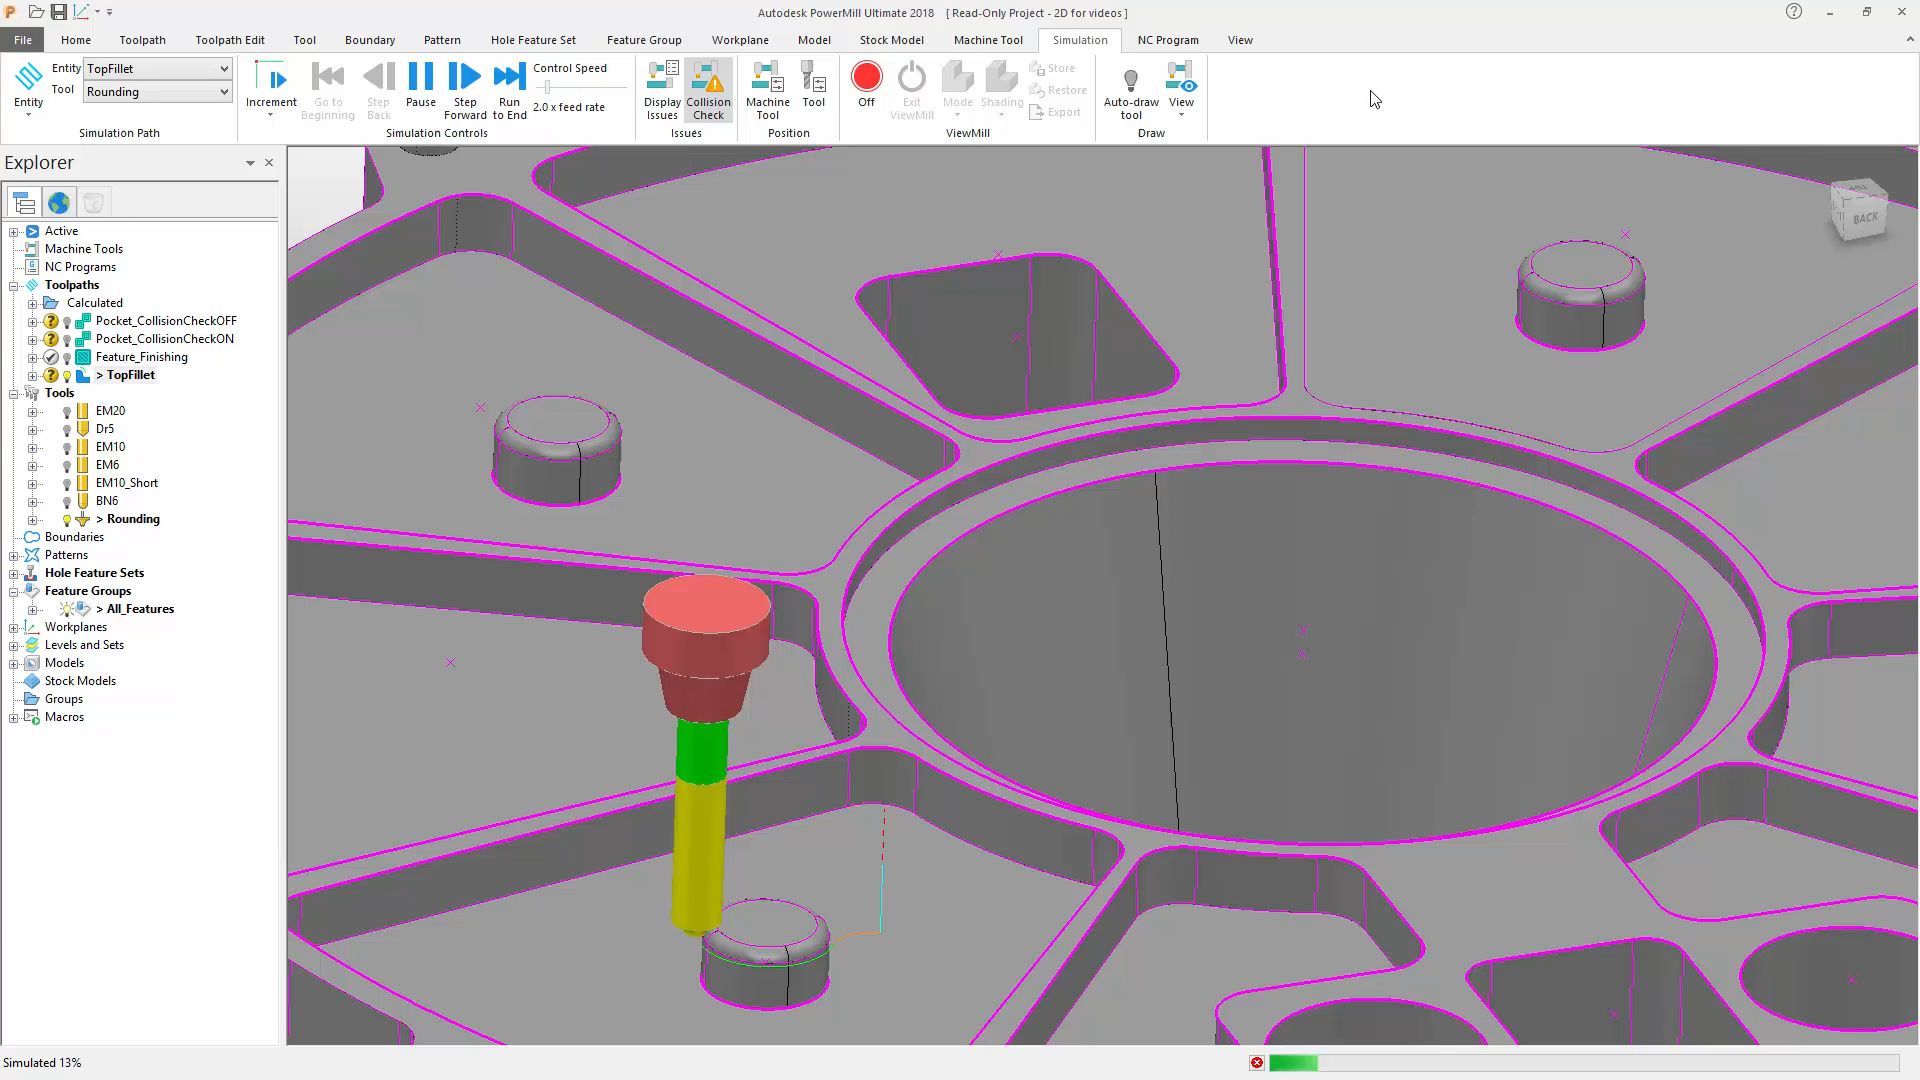 Autodesk PowerMill Ultimate 2018 [ Read-Only Project - 2D for videos ]
File Home Toolpath Toolpath Edit Tool Boundary Pattern Hole Feature Set Feature Group Workplane Model Stock Model Machine Tool Simulation NC Program View
Entity TopFillet
Tool Rounding
Entity
Simulation Path
Increment
Go to Beginning
Step Back
Pause
Step Forward
Run to End
Control Speed
2.0 x feed rate
Simulation Controls
Display Issues
Collision Check
Issues
Machine Tool
Tool
Position
Off
Exit ViewMill
Mode
Shading
Store
Restore
Export
ViewMill
Auto-draw tool
View
Draw
Explorer
Active
Machine Tools
NC Programs
Toolpaths
Calculated
Pocket_CollisionCheckOFF
Pocket_CollisionCheckON
Feature_Finishing
> TopFillet
Tools
EM20
Dr5
EM10
EM6
EM10_Short
BN6
> Rounding
Boundaries
Patterns
Hole Feature Sets
Feature Groups
> All_Features
Workplanes
Levels and Sets
Models
Stock Models
Groups
Macros
BACK
Simulated 13%